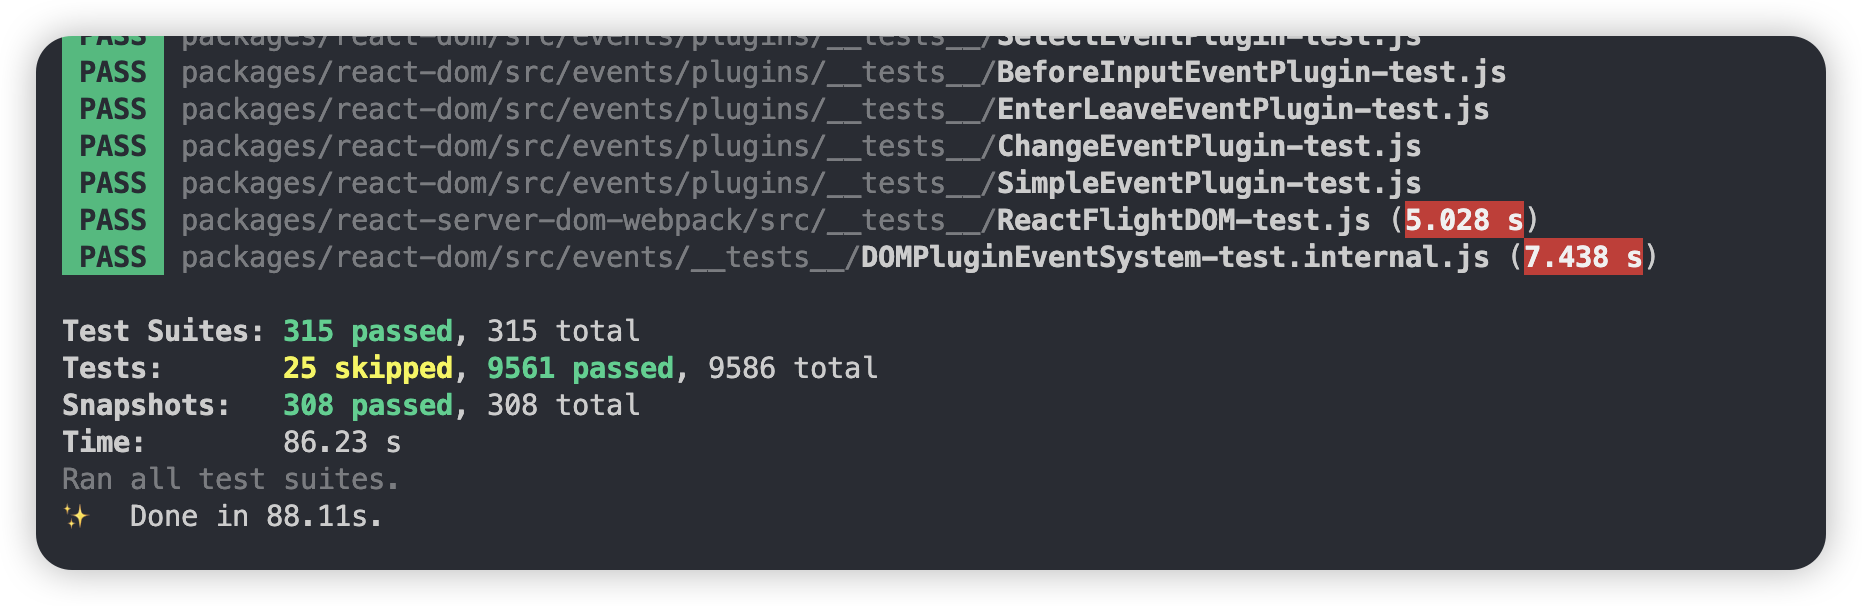 PASS packages/react-dom/src/events/plugins/__tests__/SelectEventPlugin-test.js
PASS packages/react-dom/src/events/plugins/__tests__/BeforeInputEventPlugin-test.js
PASS packages/react-dom/src/events/plugins/__tests__/EnterLeaveEventPlugin-test.js
PASS packages/react-dom/src/events/plugins/__tests__/ChangeEventPlugin-test.js
PASS packages/react-dom/src/events/plugins/__tests__/SimpleEventPlugin-test.js
PASS packages/react-server-dom-webpack/src/__tests__/ReactFlightDOM-test.js (5.028 s)
PASS packages/react-dom/src/events/__tests__/DOMPluginEventSystem-test.internal.js (7.438 s)
Test Suites: 315 passed, 315 total
Tests: 25 skipped, 9561 passed, 9586 total
Snapshots: 308 passed, 308 total
Time: 86.23 s
Ran all test suites.
✨ Done in 88.11s.